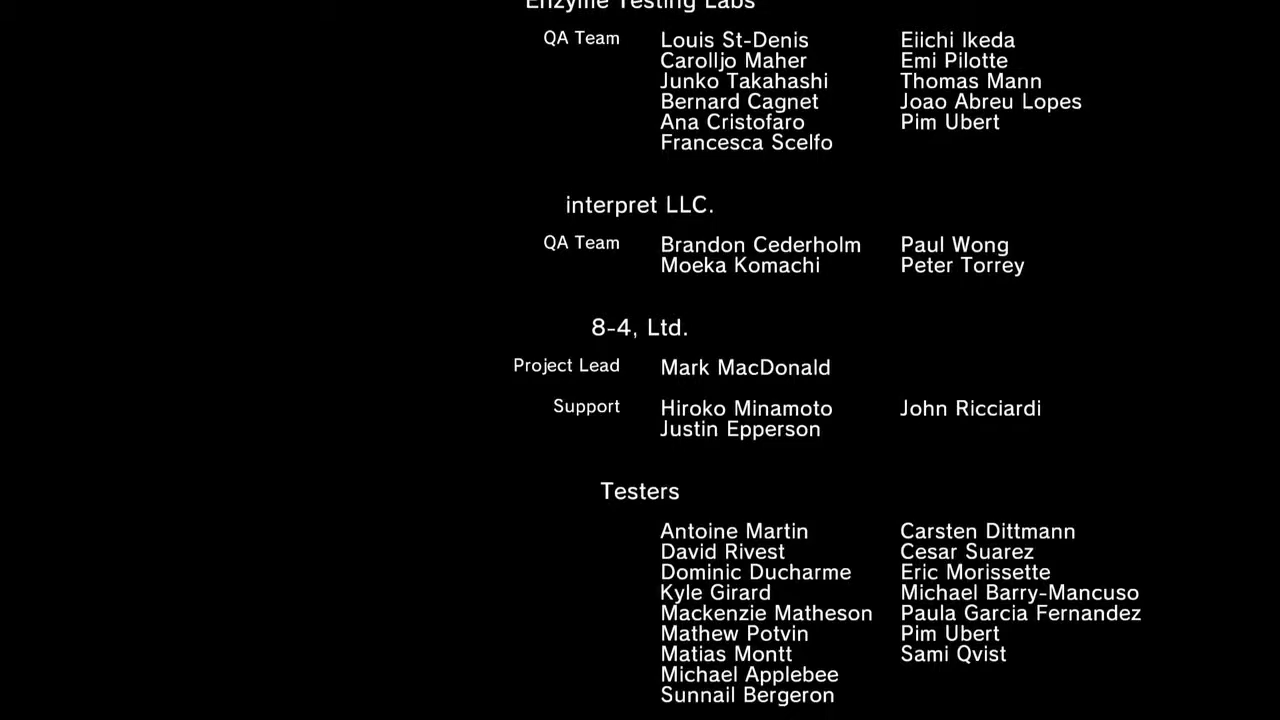 Enzyme Testing Labs
QA Team Louis St-Denis Eiichi Ikeda
Carolljo Maher Emi Pilotte
Junko Takahashi Thomas Mann
Bernard Cagnet Joao Abreu Lopes
Ana Cristofaro Pim Ubert
Francesca Scelfo
interpret LLC.
QA Team Brandon Cederholm Paul Wong
Moeka Komachi Peter Torrey
8-4, Ltd.
Project Lead Mark MacDonald
Support Hiroko Minamoto John Ricciardi
Justin Epperson
Testers
Antoine Martin Carsten Dittmann
David Rivest Cesar Suarez
Dominic Ducharme Eric Morissette
Kyle Girard Michael Barry-Mancuso
Mackenzie Matheson Paula Garcia Fernandez
Mathew Potvin Pim Ubert
Matias Montt Sami Qvist
Michael Applebee
Sunnail Bergeron